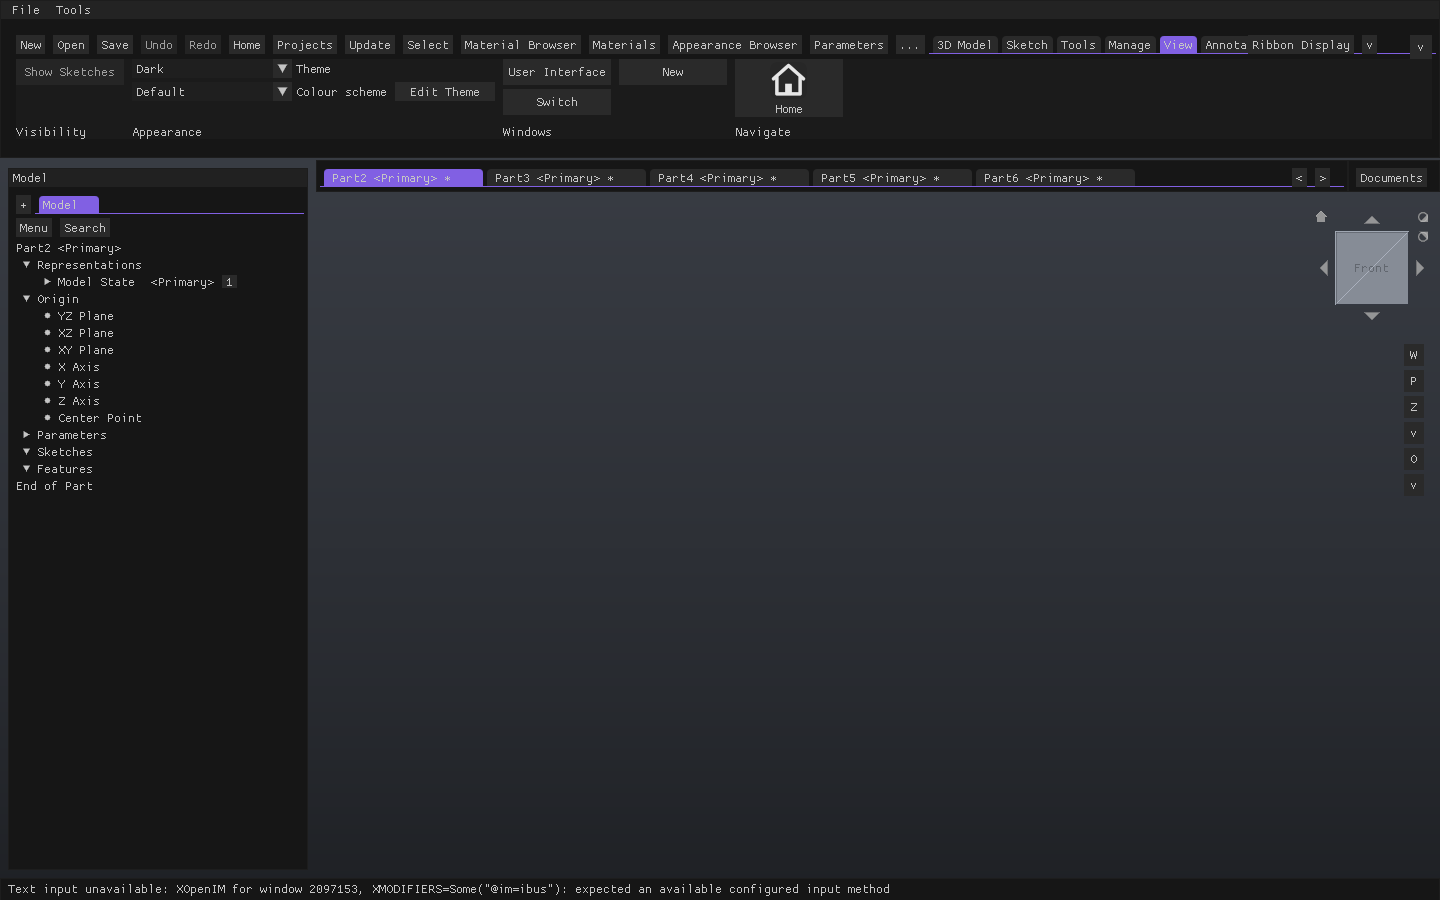 File Tools
New Open Save Undo Redo Home Projects Update Select Material Browser Materials Appearance Browser Parameters ... 3D Model Sketch Tools Manage View Annota Ribbon Display v v
Show Sketches Dark Theme User Interface New
Default Colour scheme Edit Theme Switch
Home
Visibility Appearance Windows Navigate
Model
Part2 <Primary> * Part3 <Primary> * Part4 <Primary> * Part5 <Primary> * Part6 <Primary> * < > Documents
+ Model
Menu Search
Part2 <Primary>
Representations
Model State <Primary> 1
Origin
YZ Plane
XZ Plane
XY Plane
X Axis
Y Axis
Z Axis
Center Point
Parameters
Sketches
Features
End of Part
Front
W
P
Z
v
O
v
Text input unavailable: XOpenIM for window 2097153, XMODIFIERS=Some("@im=ibus"): expected an available configured input method